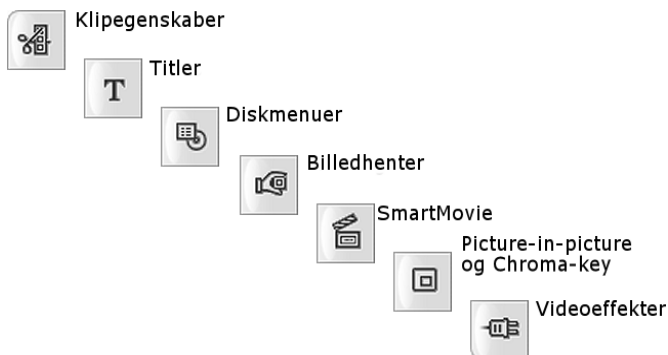 Klipegenskaber
T
Titler
Diskmenuer
Billedhenter
SmartMovie
Picture-in-picture
og Chroma-key
Videoeffekter